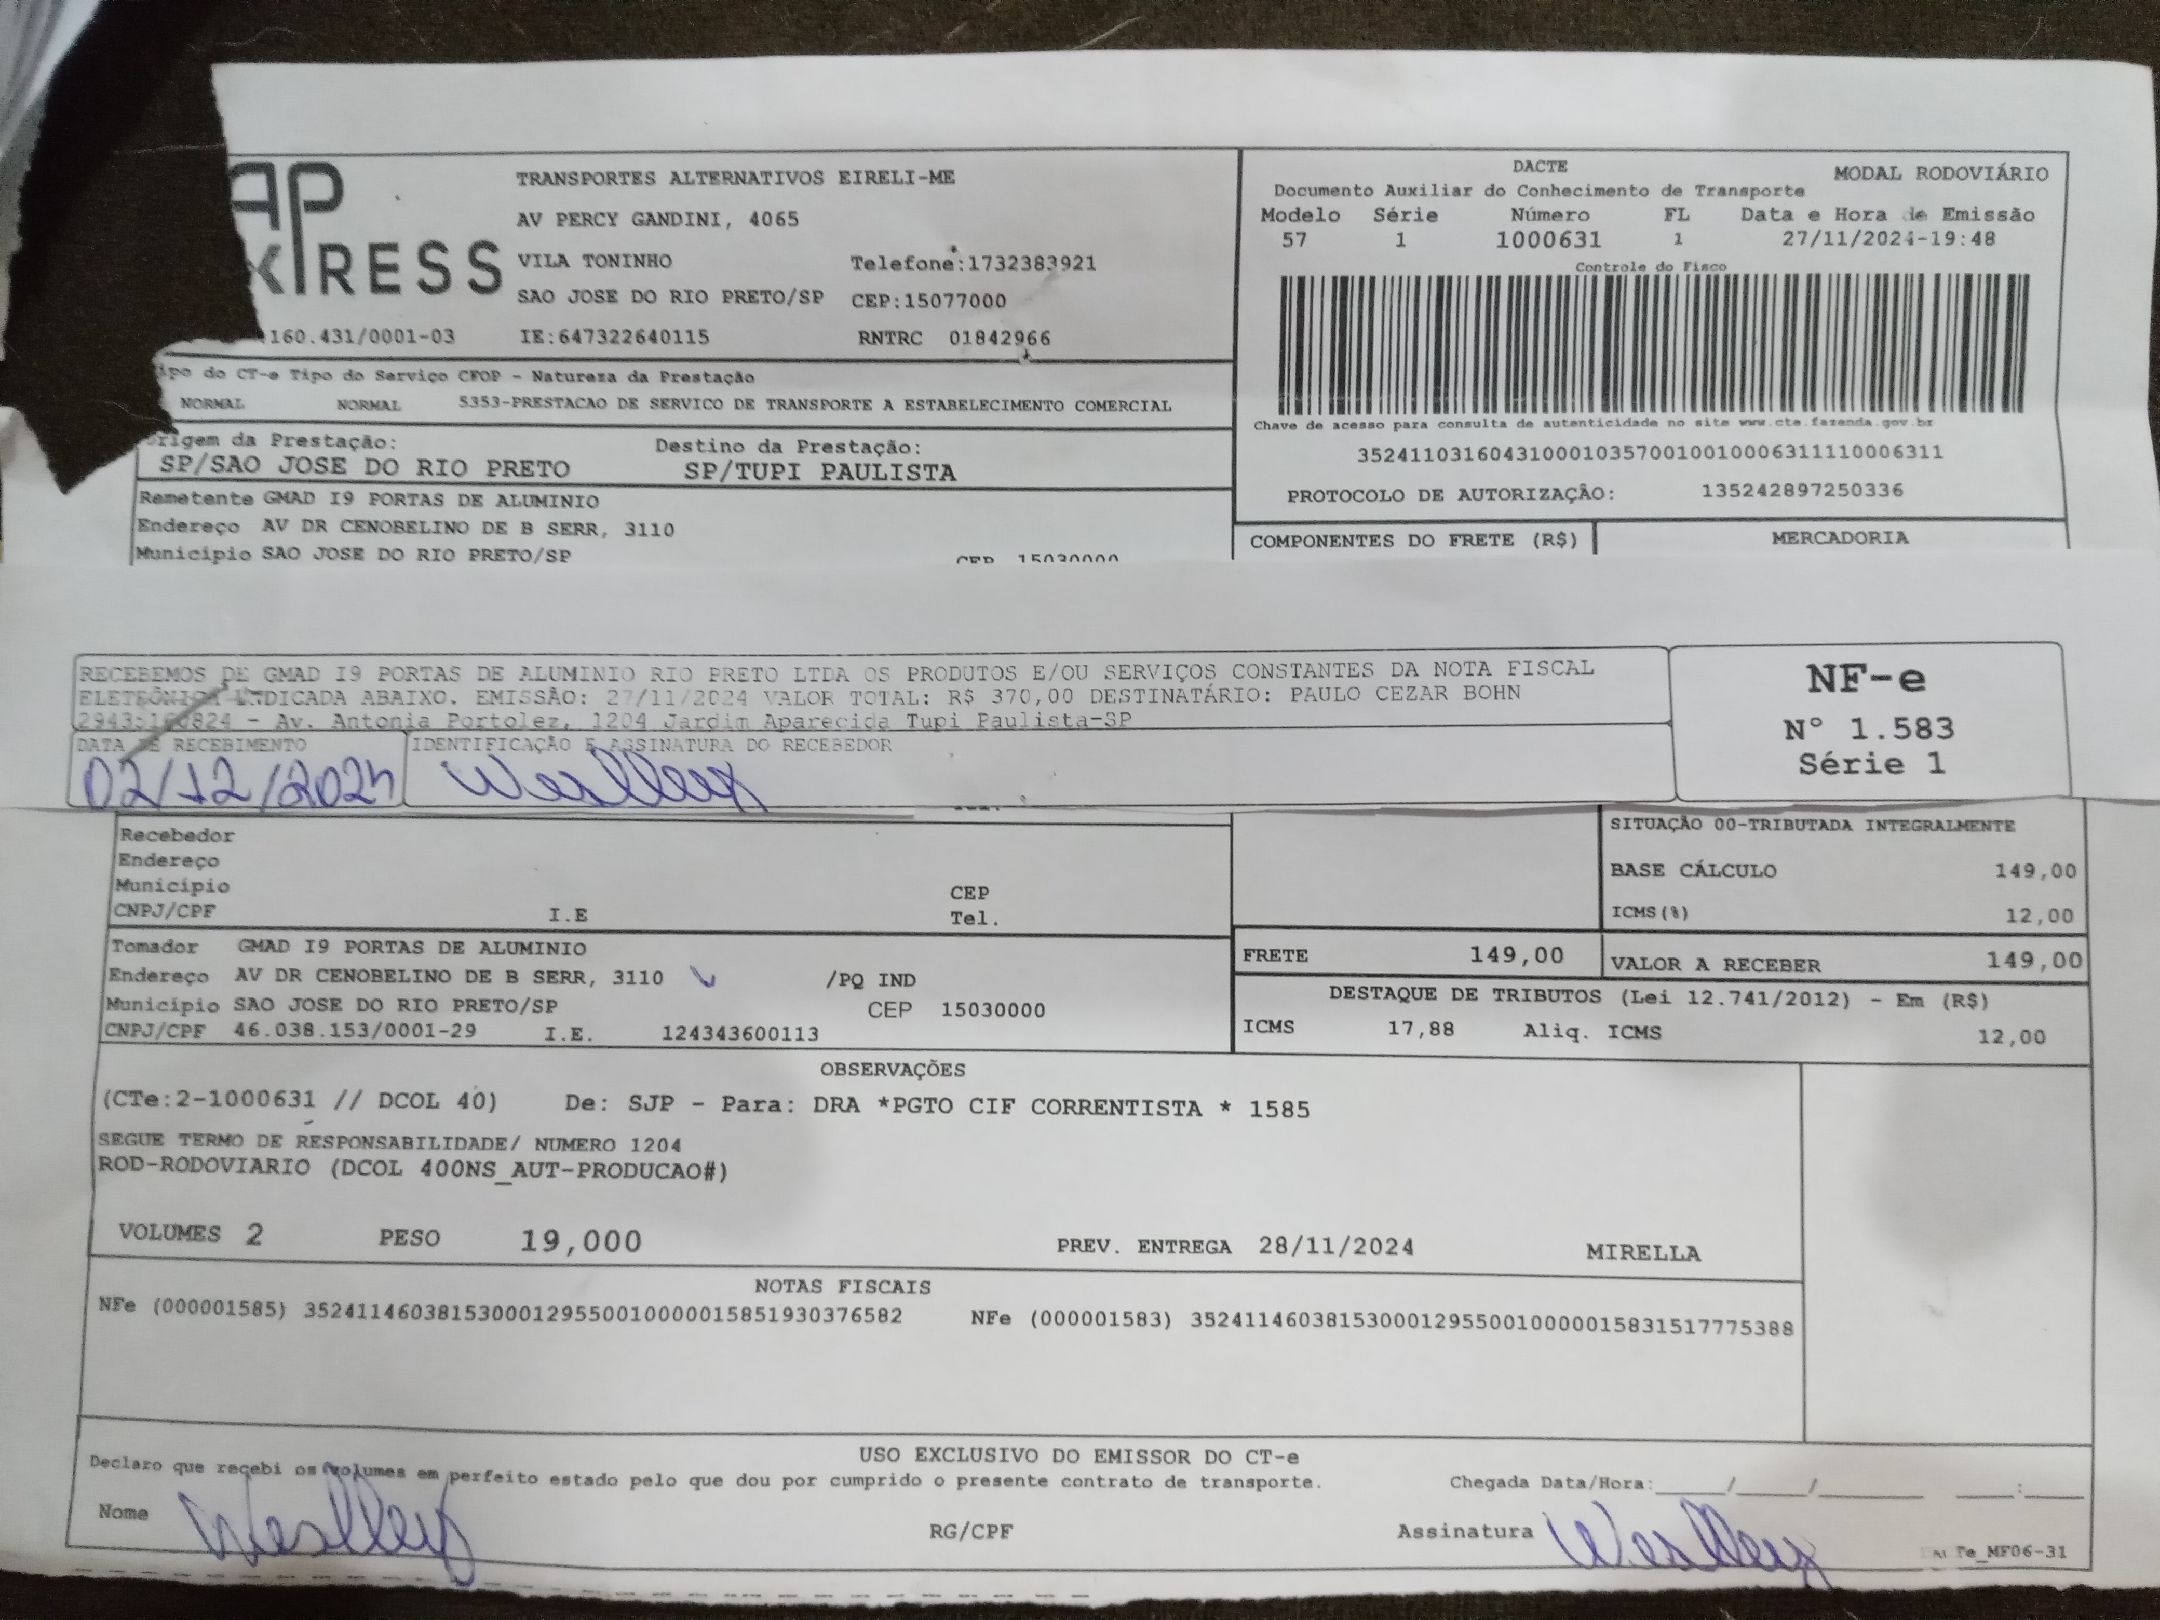 AP
XPRESS
TRANSPORTES ALTERNATIVOS EIRELI-ME
AV PERCY GANDINI, 4065
VILA TONINHO Telefone:1732383921
SAO JOSE DO RIO PRETO/SP CEP:15077000
160.431/0001-03 IE:647322640115 RNTRC 01842966
ipo do CT-e Tipo do Serviço CFOP - Natureza da Prestação
NORMAL NORMAL 5353-PRESTACAO DE SERVICO DE TRANSPORTE A ESTABELECIMENTO COMERCIAL
rigem da Prestação: Destino da Prestação:
SP/SAO JOSE DO RIO PRETO SP/TUPI PAULISTA
Remetente GMAD I9 PORTAS DE ALUMINIO
Endereço AV DR CENOBELINO DE B SERR, 3110
Município SAO JOSE DO RIO PRETO/SP CEP 15030000
DACTE MODAL RODOVIÁRIO
Documento Auxiliar do Conhecimento de Transporte
Modelo Série Número FL Data e Hora de Emissão
57 1 1000631 1 27/11/2024-19:48
Controle do Fisco
Chave de acesso para consulta de autenticidade no site www.cte.fazenda.gov.br
35241103160431000103570010010006311110006311
PROTOCOLO DE AUTORIZAÇÃO: 135242897250336
COMPONENTES DO FRETE (R$) MERCADORIA
RECEBEMOS DE GMAD I9 PORTAS DE ALUMINIO RIO PRETO LTDA OS PRODUTOS E/OU SERVIÇOS CONSTANTES DA NOTA FISCAL
INDICADA ABAIXO. EMISSÃO: 27/11/2024 VALOR TOTAL: R$ 370,00 DESTINATÁRIO: PAULO CEZAR BOHN
- Av. Antonia Portolez, 1204 Jardim Aparecida Tupi Paulista-SP
DATA DE RECEBIMENTO IDENTIFICAÇÃO E ASSINATURA DO RECEBEDOR
02/12/2024 Weslley
NF-e
N° 1.583
Série 1
Recebedor
Endereço
Município CEP
CNPJ/CPF I.E Tel.
SITUAÇÃO 00-TRIBUTADA INTEGRALMENTE
BASE CÁLCULO 149,00
ICMS(%) 12,00
Tomador GMAD I9 PORTAS DE ALUMINIO
Endereço AV DR CENOBELINO DE B SERR, 3110 /PQ IND
Município SAO JOSE DO RIO PRETO/SP CEP 15030000
CNPJ/CPF 46.038.153/0001-29 I.E. 124343600113
FRETE 149,00 VALOR A RECEBER 149,00
DESTAQUE DE TRIBUTOS (Lei 12.741/2012) - Em (R$)
ICMS 17,88 Aliq. ICMS 12,00
OBSERVAÇÕES
(CTe:2-1000631 // DCOL 40) De: SJP - Para: DRA *PGTO CIF CORRENTISTA * 1585
SEGUE TERMO DE RESPONSABILIDADE/ NUMERO 1204
ROD-RODOVIARIO (DCOL 400NS_AUT-PRODUCAO#)
VOLUMES 2 PESO 19,000 PREV. ENTREGA 28/11/2024 MIRELLA
NOTAS FISCAIS
NFe (000001585) 35241146038153000129550010000015851930376582 NFe (000001583) 35241146038153000129550010000015831517775388
USO EXCLUSIVO DO EMISSOR DO CT-e
Declaro que recebi os volumes em perfeito estado pelo que dou por cumprido o presente contrato de transporte. Chegada Data/Hora:____/____/______ ____:____
Nome Weslley RG/CPF Assinatura Weslley Te_MF06-31